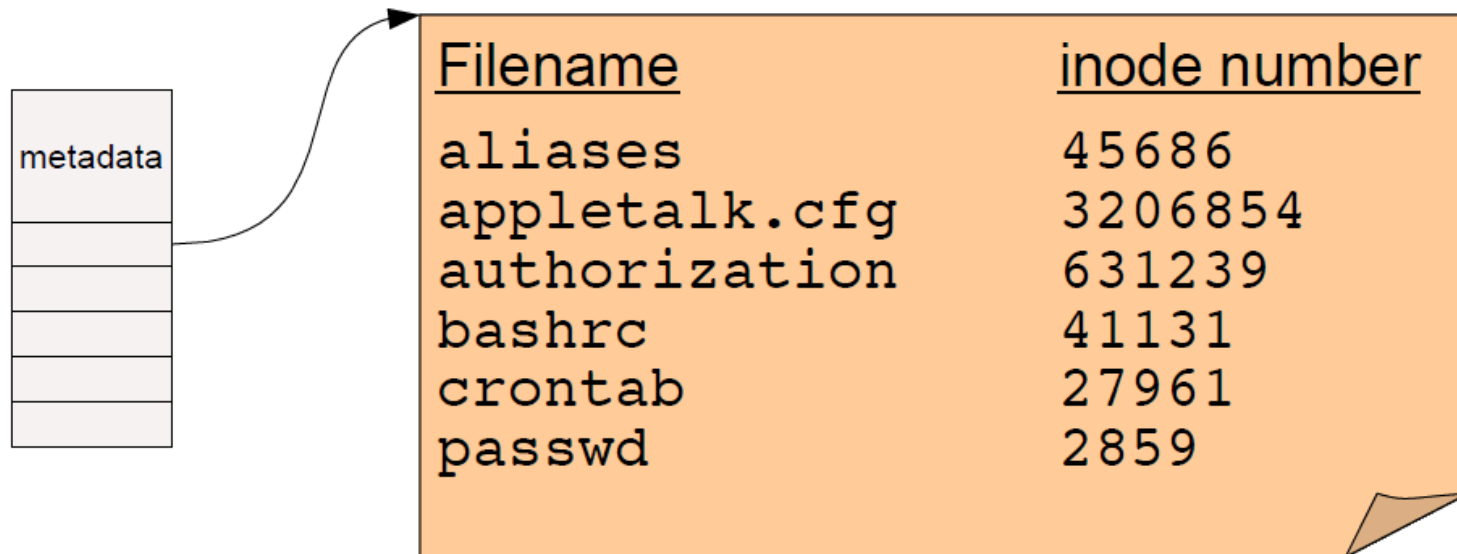 metadata
Filename inode number
aliases 45686
appletalk.cfg 3206854
authorization 631239
bashrc 41131
crontab 27961
passwd 2859